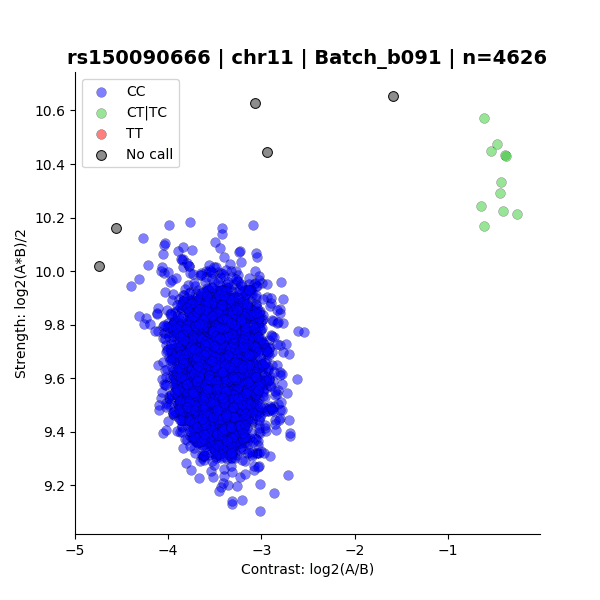 rs150090666 | chr11 | Batch_b091 | n=4626
CC
CT|TC
TT
No call
Strength: log2(A*B)/2
10.6
10.4
10.2
10.0
9.8
9.6
9.4
9.2
−5
−4
−3
−2
−1
Contrast: log2(A/B)